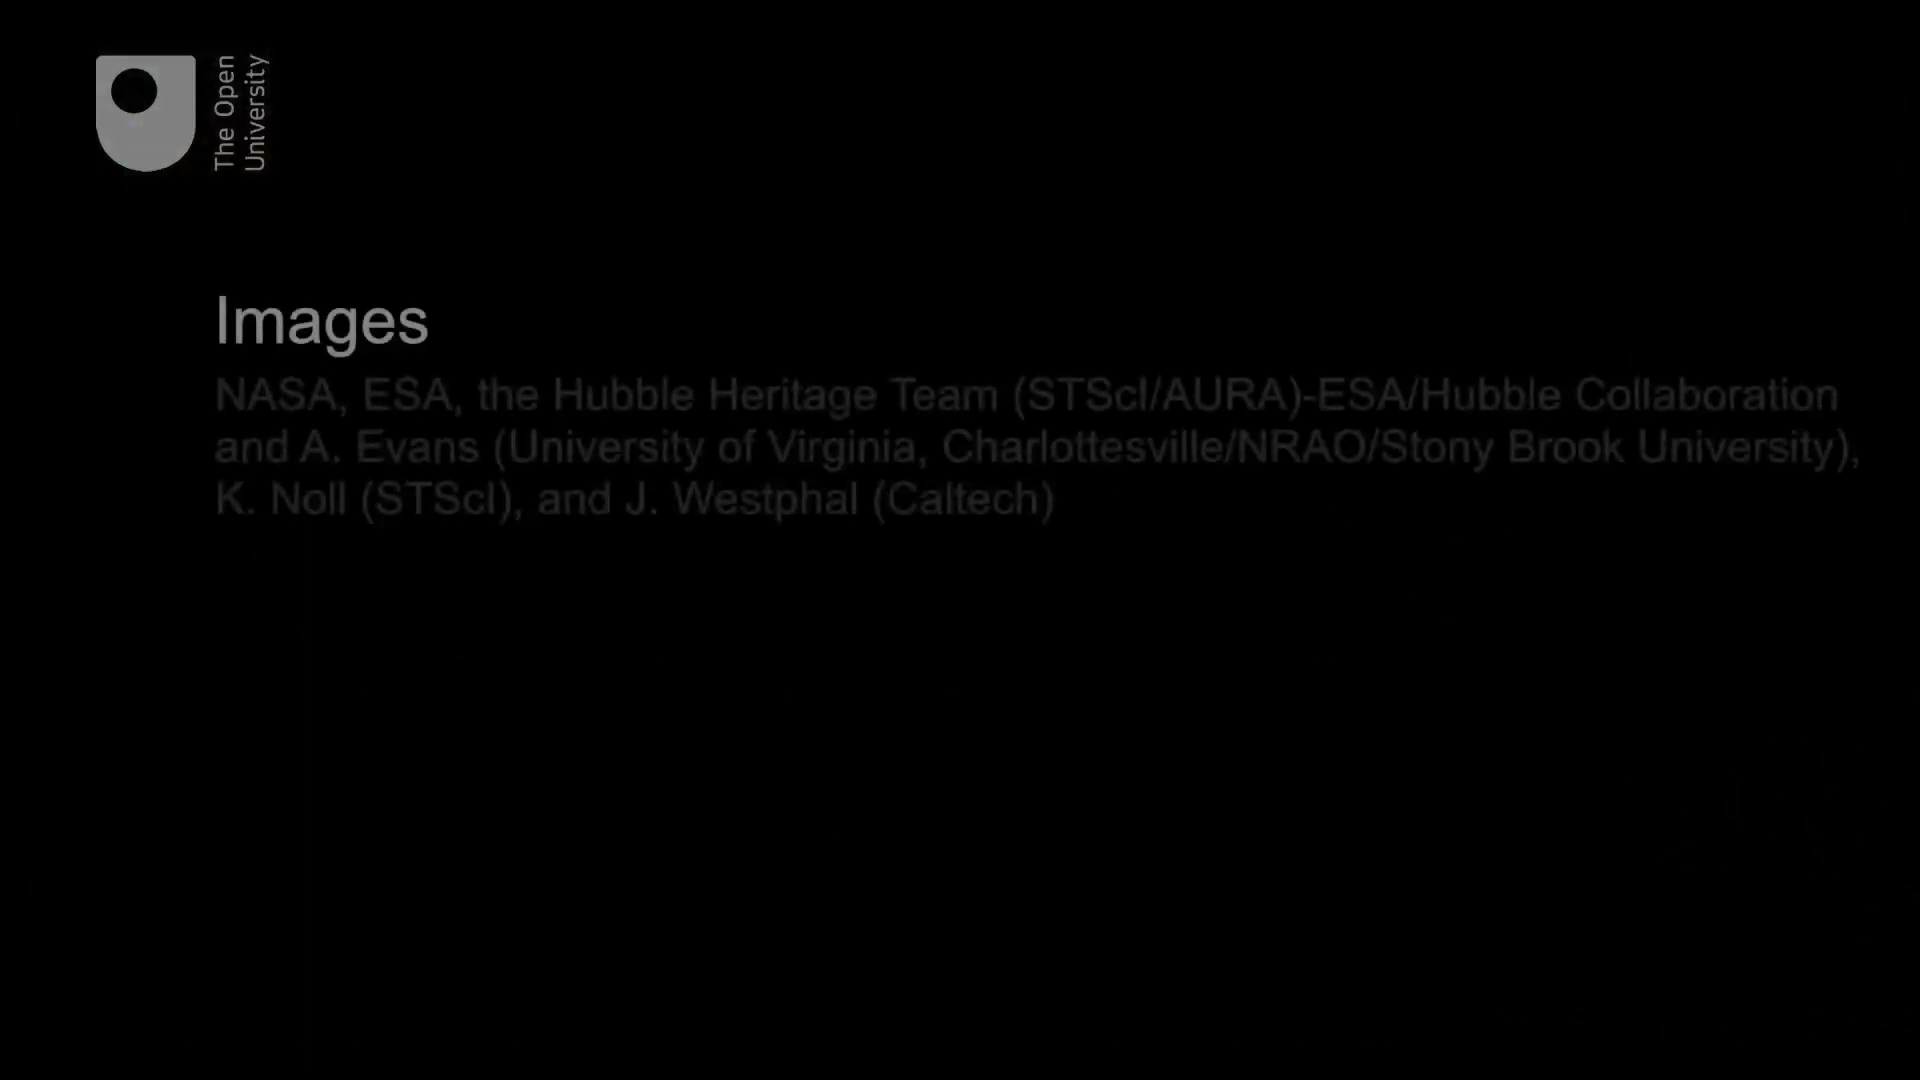 The Open
University
Images
NASA, ESA, the Hubble Heritage Team (STScI/AURA)-ESA/Hubble Collaboration
and A. Evans (University of Virginia, Charlottesville/NRAO/Stony Brook University),
K. Noll (STScI), and J. Westphal (Caltech)